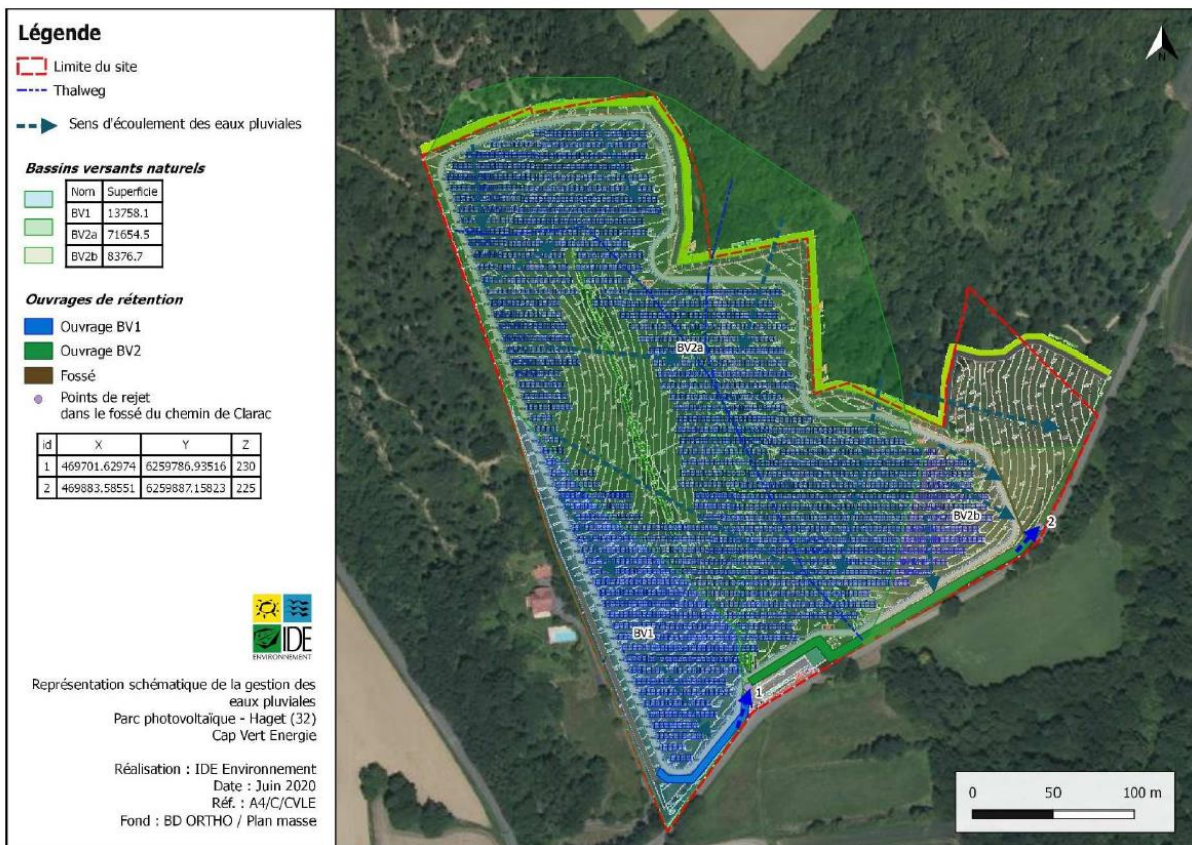 Légende
Limite du site
Thalweg
Sens d'écoulement des eaux pluviales
Bassins versants naturels
Nom Superficie
BV1 13758.1
BV2a 71654.5
BV2b 8376.7
Ouvrages de rétention
Ouvrage BV1
Ouvrage BV2
Fossé
Points de rejet
dans le fossé du chemin de Clarac
id X Y Z
1 469701.62974 6259786.93516 230
2 469883.58551 6259887.15823 225
IDE
ENVIRONNEMENT
Représentation schématique de la gestion des
eaux pluviales
Parc photovoltaïque - Haget (32)
Cap Vert Energie
Réalisation : IDE Environnement
Date : Juin 2020
Réf. : A4/C/CVLE
Fond : BD ORTHO / Plan masse
N
BV2a
BV2b
2
BV1
1
0 50 100 m